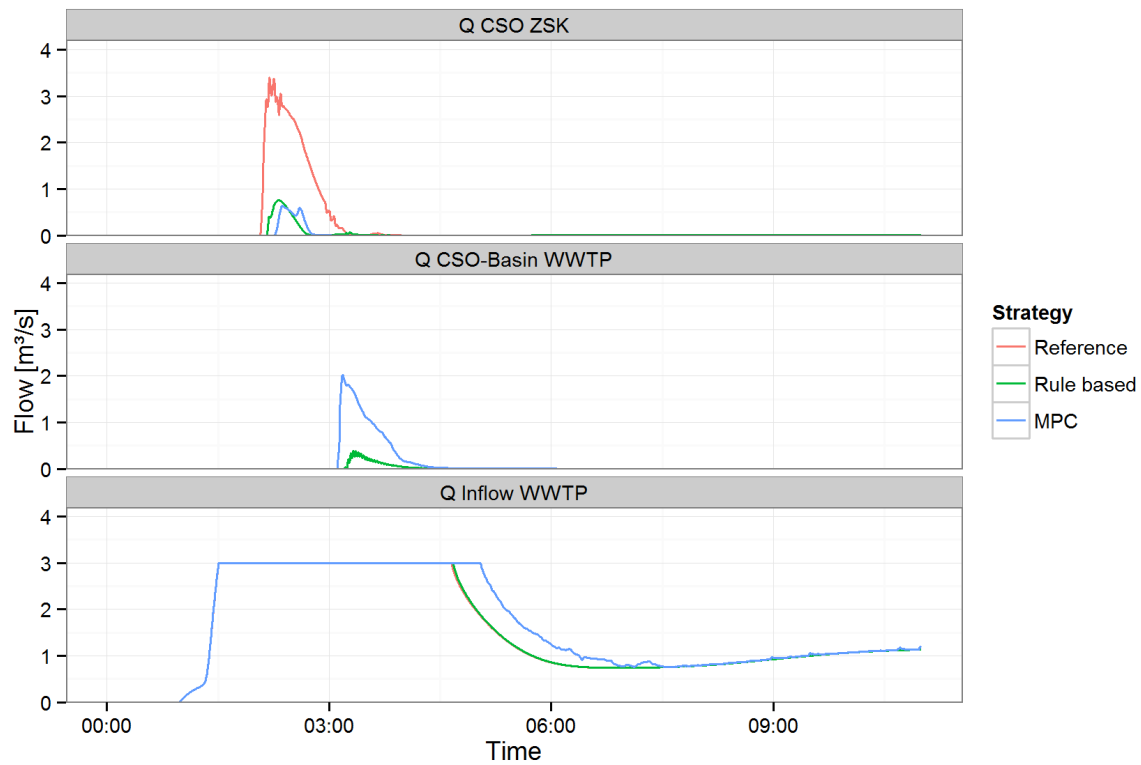 Q CSO ZSK
4
3
2
1
0
Q CSO-Basin WWTP
4
3
2
1
0
Flow [m³/s]
Q Inflow WWTP
4
3
2
1
0
00:00 03:00 06:00 09:00
Time
Strategy
Reference
Rule based
MPC